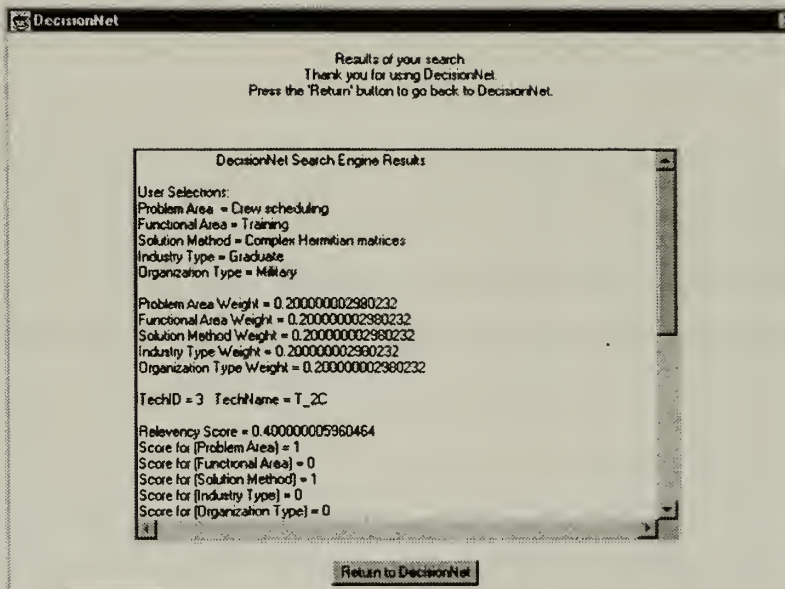 DecisionNet
Results of your search
Thank you for using DecisionNet.
Press the 'Return' button to go back to DecisionNet.
DecisionNet Search Engine Results
User Selections:
Problem Area = Crew scheduling
Functional Area = Training
Solution Method = Complex Hermitian matrices
Industry Type = Graduate
Organization Type = Military
Problem Area Weight = 0.200000002980232
Functional Area Weight = 0.200000002980232
Solution Method Weight = 0.200000002980232
Industry Type Weight = 0.200000002980232
Organization Type Weight = 0.200000002980232
TechID = 3 TechName = T_2C
Relevency Score = 0.400000005960464
Score for [Problem Area] = 1
Score for [Functional Area] = 0
Score for [Solution Method] = 1
Score for [Industry Type] = 0
Score for [Organization Type] = 0
Return to DecisionNet